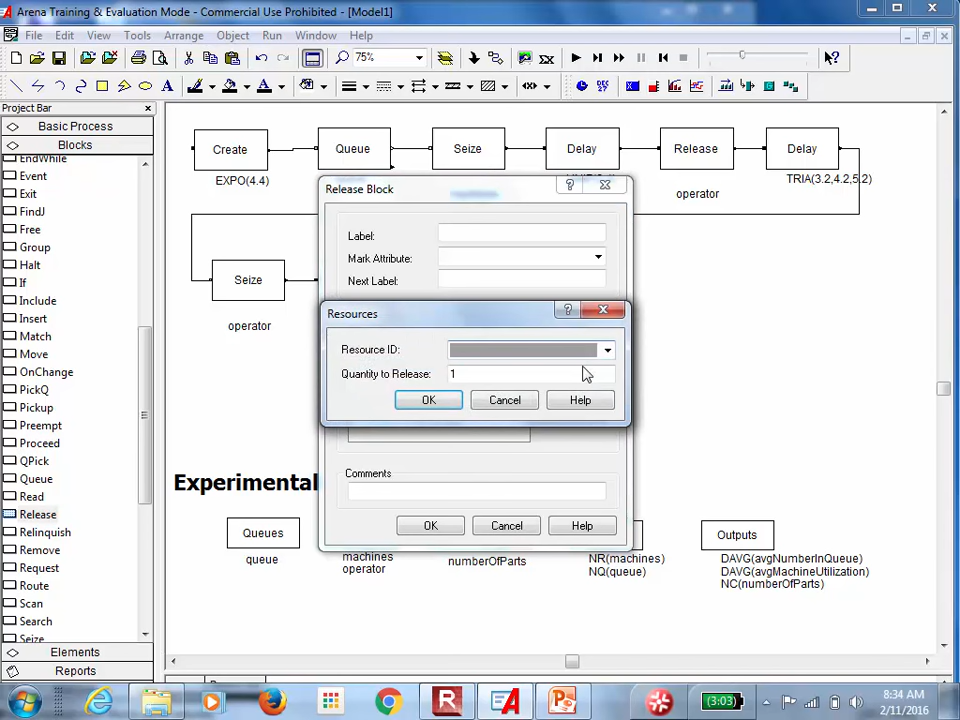 Arena Training & Evaluation Mode - Commercial Use Prohibited - [Model1]
File Edit View Tools Arrange Object Run Window Help
75%
Project Bar
Basic Process
Blocks
EndWhile
Event
Exit
FindJ
Free
Group
Halt
If
Include
Insert
Match
Move
OnChange
PickQ
Pickup
Preempt
Proceed
QPick
Queue
Read
Release
Relinquish
Remove
Request
Route
Scan
Search
Seize
Elements
Reports
Create Queue Seize Delay Release Delay
EXPO(4.4) operator TRIA(3.2,4.2,5.2)
Seize
operator
Release Block
Label:
Mark Attribute:
Next Label:
Resources
Resource ID:
Quantity to Release: 1
OK Cancel Help
Comments
OK Cancel Help
Experimental
Queues
queue
machines
operator
numberOfParts
NR(machines)
NQ(queue)
Outputs
DAVG(avgNumberInQueue)
DAVG(avgMachineUtilization)
NC(numberOfParts)
(3:03)
8:34 AM
2/11/2016